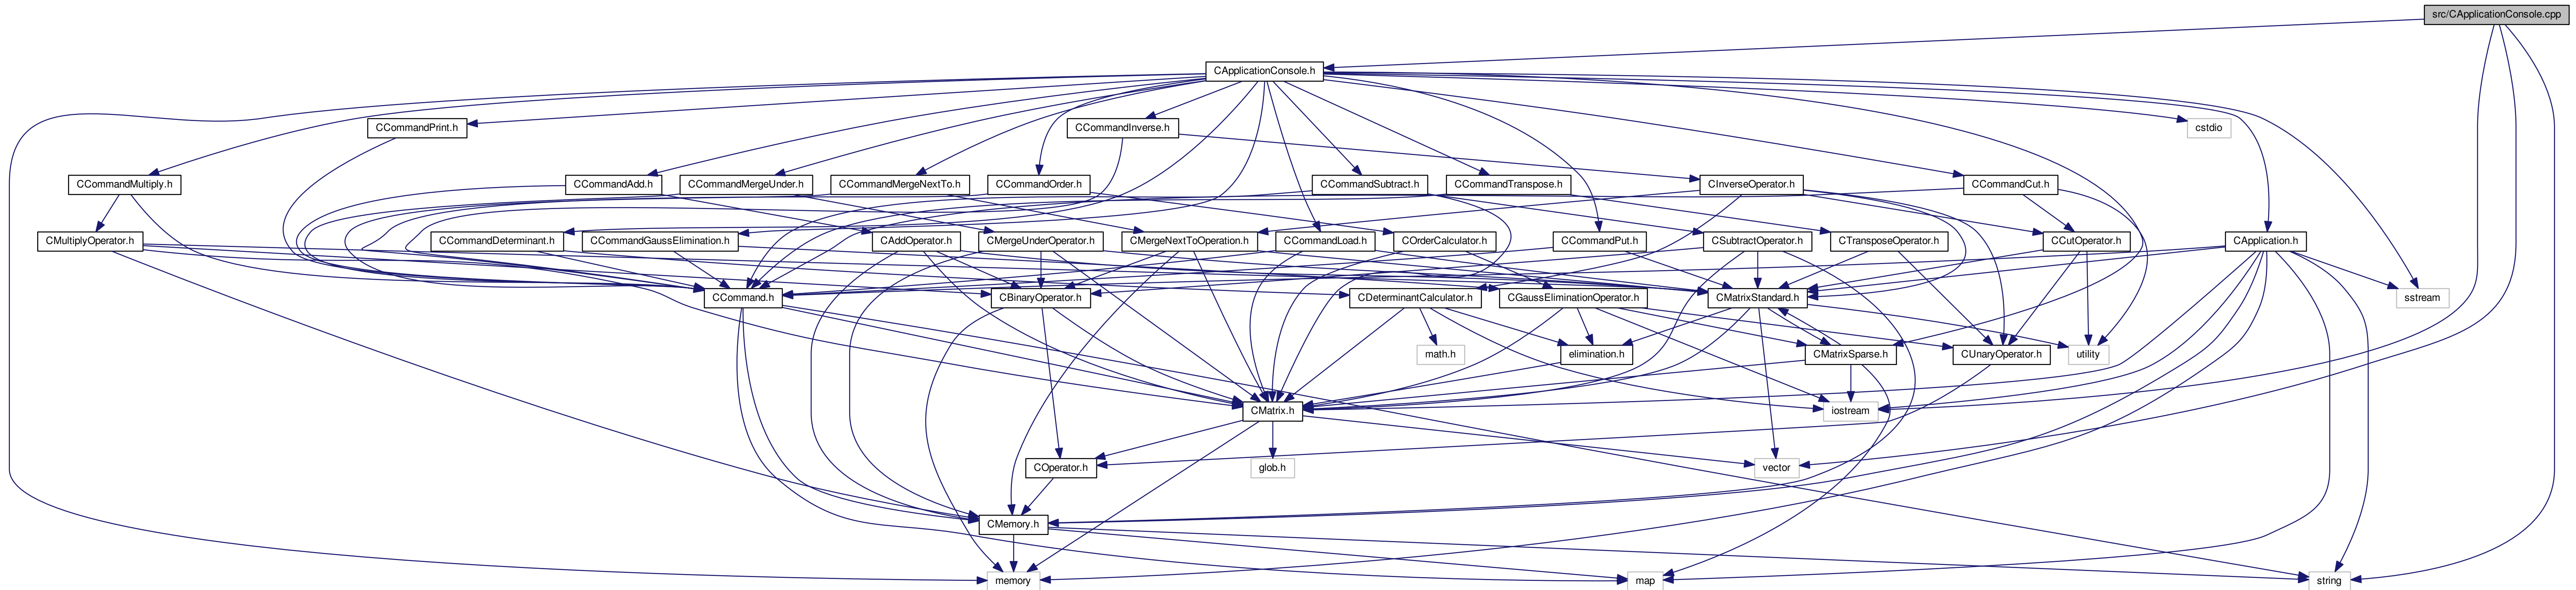 src/CApplicationConsole.cpp
CApplicationConsole.h
CCommandPrint.h
CCommandInverse.h
cstdio
CCommandMultiply.h
CCommandAdd.h
CCommandMergeUnder.h
CCommandMergeNextTo.h
CCommandOrder.h
CCommandSubtract.h
CCommandTranspose.h
CInverseOperator.h
CCommandCut.h
CMultiplyOperator.h
CCommandDeterminant.h
CCommandGaussElimination.h
CAddOperator.h
CMergeUnderOperator.h
CMergeNextToOperation.h
CCommandLoad.h
COrderCalculator.h
CCommandPut.h
CSubtractOperator.h
CTransposeOperator.h
CCutOperator.h
CApplication.h
CCommand.h
CBinaryOperator.h
CDeterminantCalculator.h
CGaussEliminationOperator.h
CMatrixStandard.h
sstream
math.h
elimination.h
CMatrixSparse.h
CUnaryOperator.h
utility
CMatrix.h
iostream
COperator.h
glob.h
vector
CMemory.h
memory
map
string